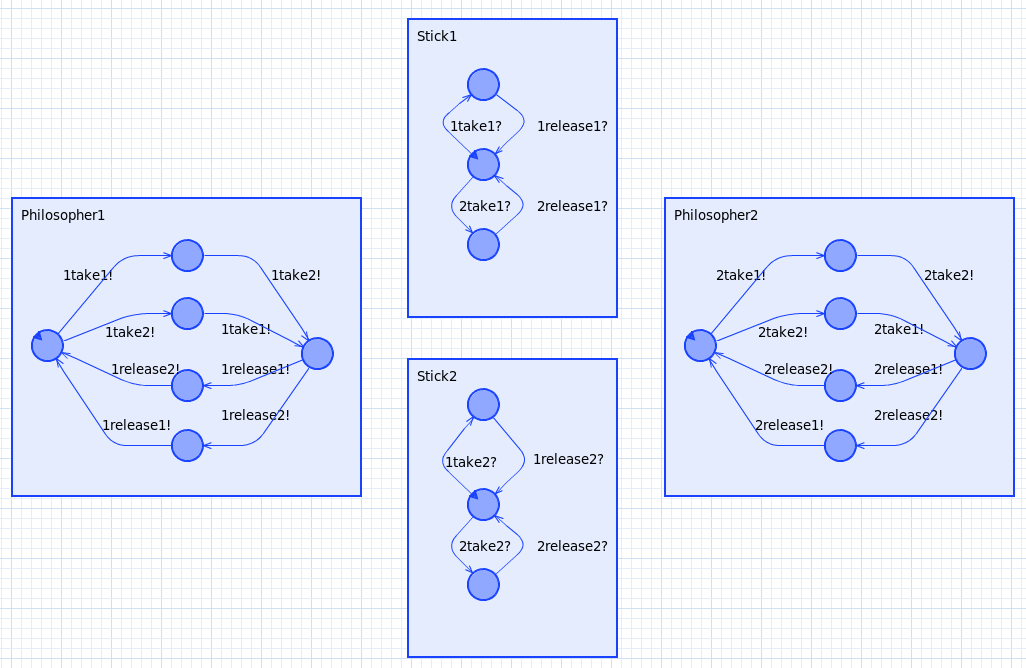 Stick1
1take1?
1release1?
2take1?
2release1?
Philosopher1
1take1!
1take2!
1take2!
1take1!
1release2!
1release1!
1release1!
1release2!
Stick2
1take2?
1release2?
2take2?
2release2?
Philosopher2
2take1!
2take2!
2take2!
2take1!
2release2!
2release1!
2release1!
2release2!